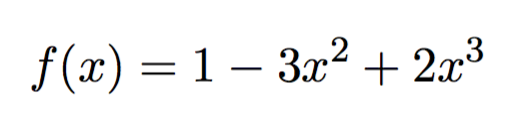 f(x) = 1 − 3x² + 2x³